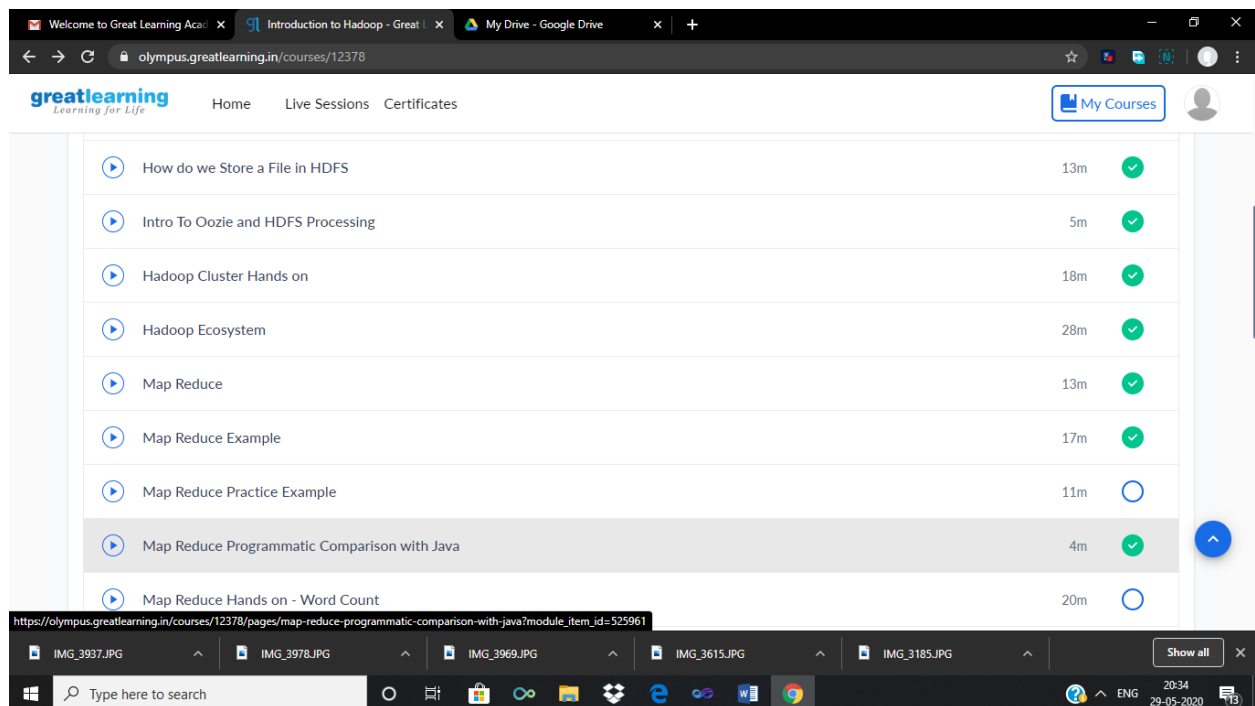 Welcome to Great Learning Acad
Introduction to Hadoop - Great L
My Drive - Google Drive
olympus.greatlearning.in/courses/12378
greatlearning
Learning for Life
Home Live Sessions Certificates
My Courses
How do we Store a File in HDFS 13m
Intro To Oozie and HDFS Processing 5m
Hadoop Cluster Hands on 18m
Hadoop Ecosystem 28m
Map Reduce 13m
Map Reduce Example 17m
Map Reduce Practice Example 11m
Map Reduce Programmatic Comparison with Java 4m
Map Reduce Hands on - Word Count 20m
https://olympus.greatlearning.in/courses/12378/pages/map-reduce-programmatic-comparison-with-java?module_item_id=525961
IMG_3937.JPG IMG_3978.JPG IMG_3969.JPG IMG_3615.JPG IMG_3185.JPG Show all
Type here to search
ENG
20:34
29-05-2020
13